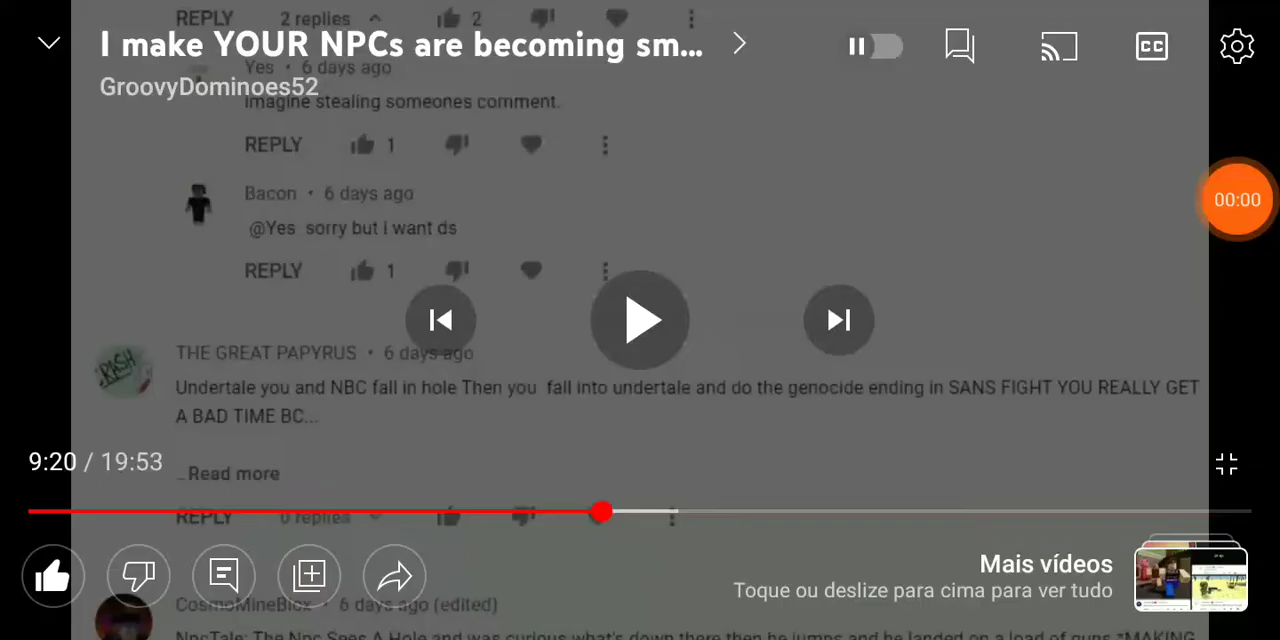 REPLY 2 replies 2
I make YOUR NPCs are becoming sm...
Yes • 6 days ago
GroovyDominoes52
Imagine stealing someones comment.
REPLY 1
00:00
Bacon • 6 days ago
@Yes sorry but i want ds
REPLY 1
CRASH
THE GREAT PAPYRUS • 6 days ago
Undertale you and NBC fall in hole Then you fall into undertale and do the genocide ending in SANS FIGHT YOU REALLY GET
A BAD TIME BC...
9:20 / 19:53
...Read more
REPLY 0 replies
Mais vídeos
Toque ou deslize para cima para ver tudo
CosmoMineBlox • 6 days ago (edited)
NpcTale: The Npc Sees A Hole and was curious what's down there then he jumps and he landed on a load of guns *MAKING
CC